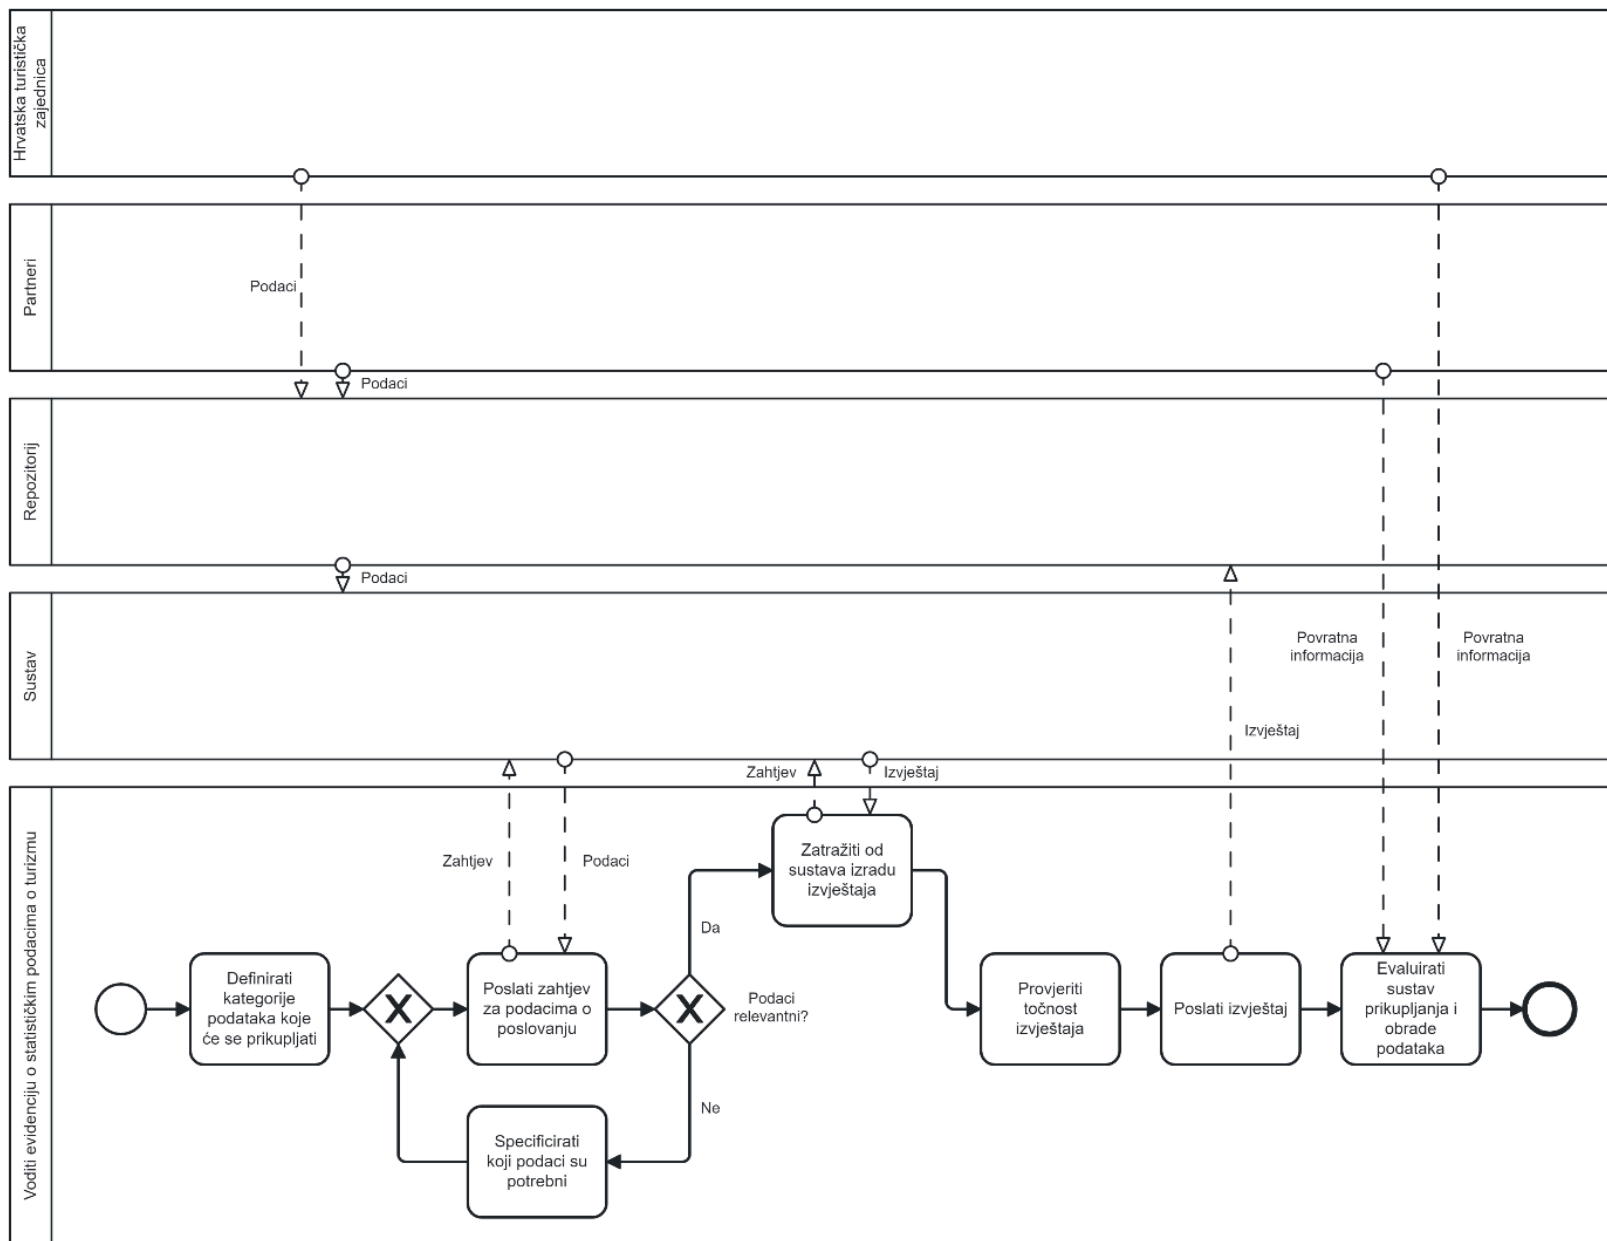 Hrvatska turistička
zajednica
Partneri
Podaci
Podaci
Repozitorij
Podaci
Sustav
Povratna
informacija
Povratna
informacija
Izvještaj
Zahtjev
Izvještaj
Voditi evidenciju o statističkim podacima o turizmu
Zahtjev
Podaci
Zatražiti od
sustava izradu
izvještaja
Da
Definirati
kategorije
podataka koje
će se prikupljati
Poslati zahtjev
za podacima o
poslovanju
Podaci
relevantni?
Provjeriti
točnost
izvještaja
Poslati izvještaj
Evaluirati
sustav
prikupljanja i
obrade
podataka
Ne
Specificirati
koji podaci su
potrebni